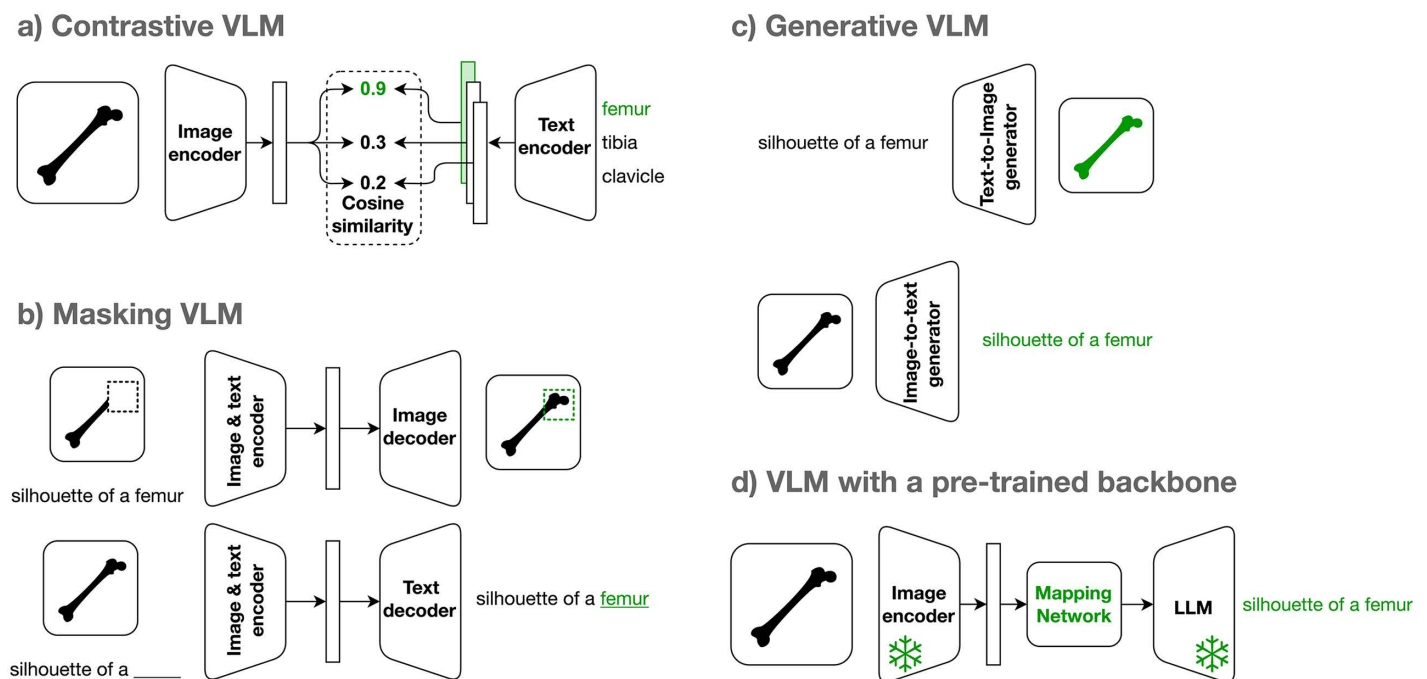 a) Contrastive VLM
Image
encoder
0.9
0.3
0.2
Cosine
similarity
Text
encoder
femur
tibia
clavicle
b) Masking VLM
silhouette of a femur
Image & text
encoder
Image
decoder
silhouette of a _____
Image & text
encoder
Text
decoder
silhouette of a femur
c) Generative VLM
silhouette of a femur
Text-to-Image
generator
Image-to-text
generator
silhouette of a femur
d) VLM with a pre-trained backbone
Image
encoder
Mapping
Network
LLM
silhouette of a femur